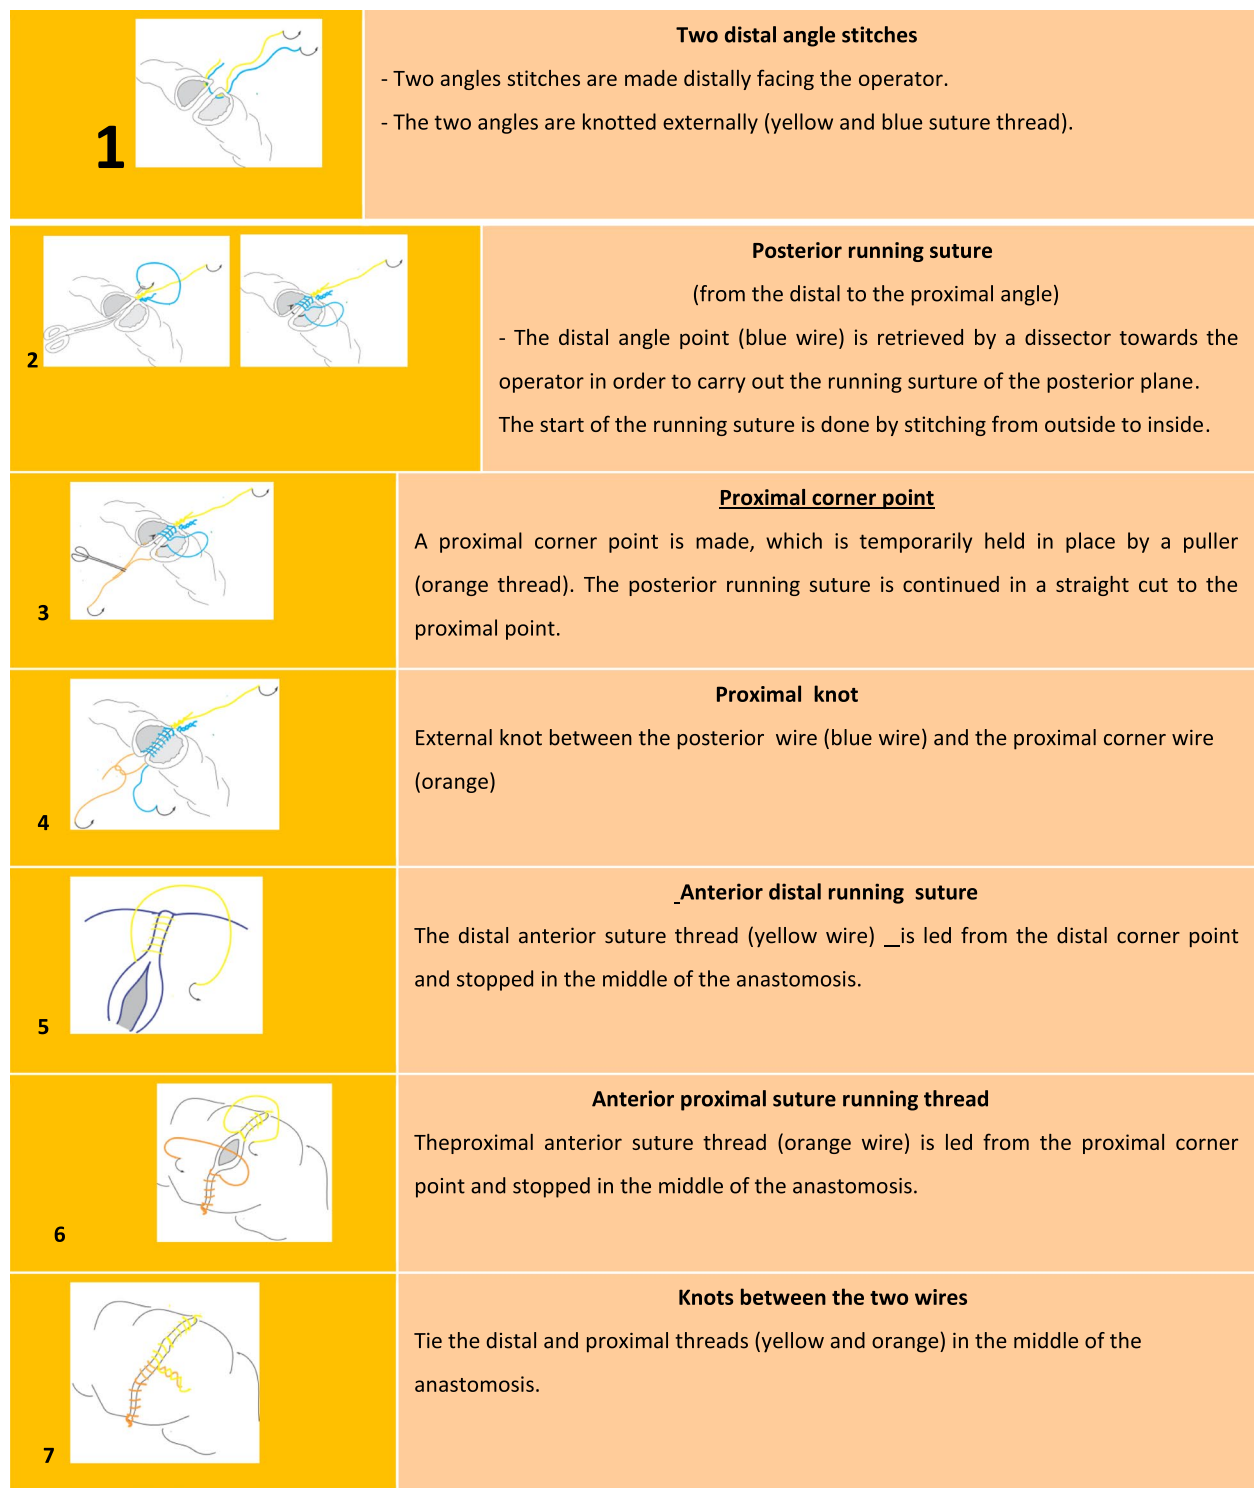 1
Two distal angle stitches
- Two angles stitches are made distally facing the operator.
- The two angles are knotted externally (yellow and blue suture thread).
2
Posterior running suture
(from the distal to the proximal angle)
- The distal angle point (blue wire) is retrieved by a dissector towards the
operator in order to carry out the running surture of the posterior plane.
The start of the running suture is done by stitching from outside to inside.
3
Proximal corner point
A proximal corner point is made, which is temporarily held in place by a puller
(orange thread). The posterior running suture is continued in a straight cut to the
proximal point.
4
Proximal knot
External knot between the posterior wire (blue wire) and the proximal corner wire
(orange)
5
_Anterior distal running suture
The distal anterior suture thread (yellow wire) _is led from the distal corner point
and stopped in the middle of the anastomosis.
6
Anterior proximal suture running thread
Theproximal anterior suture thread (orange wire) is led from the proximal corner
point and stopped in the middle of the anastomosis.
7
Knots between the two wires
Tie the distal and proximal threads (yellow and orange) in the middle of the
anastomosis.